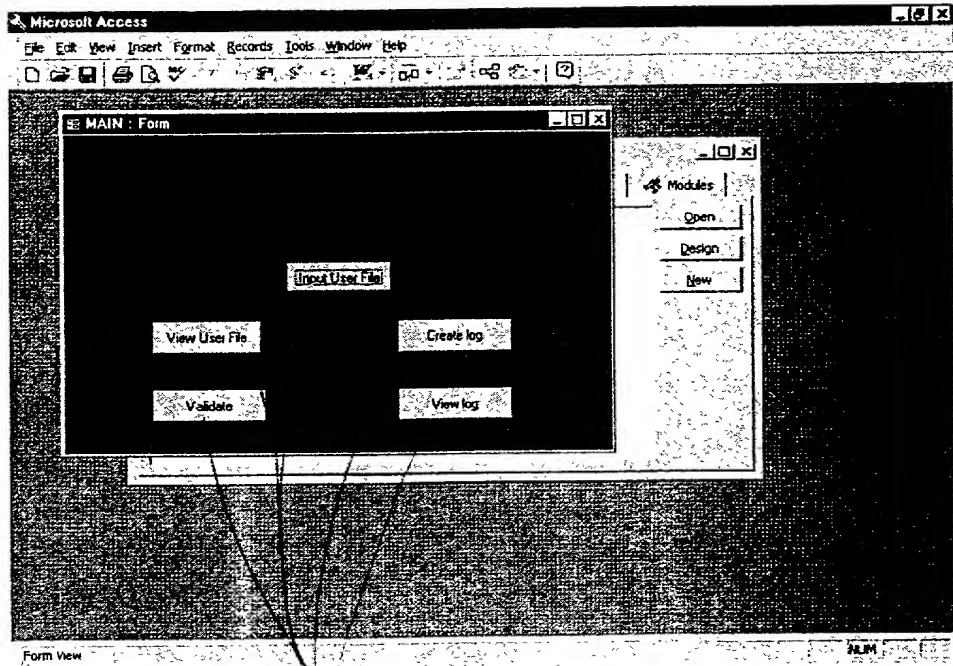 Microsoft Access
File Edit View Insert Format Records Tools Window Help
MAIN : Form
Modules
Open
Design
New
Input User File
View User File
Create log
Validate
View log
Form View
NUM